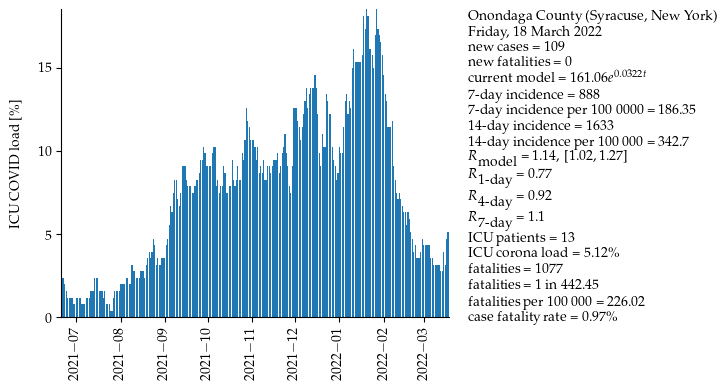 Onondaga County (Syracuse, New York)
Friday, 18 March 2022
new cases = 109
new fatalities = 0
current model = 161.06e^{0.0322t}
7-day incidence = 888
7-day incidence per 100 0000 = 186.35
14-day incidence = 1633
14-day incidence per 100 000 = 342.7
R_model = 1.14, [1.02, 1.27]
R_1-day = 0.77
R_4-day = 0.92
R_7-day = 1.1
ICU patients = 13
ICU corona load = 5.12%
fatalities = 1077
fatalities = 1 in 442.45
fatalities per 100 000 = 226.02
case fatality rate = 0.97%
ICU COVID load [%]
15
10
5
0
2021−07
2021−08
2021−09
2021−10
2021−11
2021−12
2022−01
2022−02
2022−03